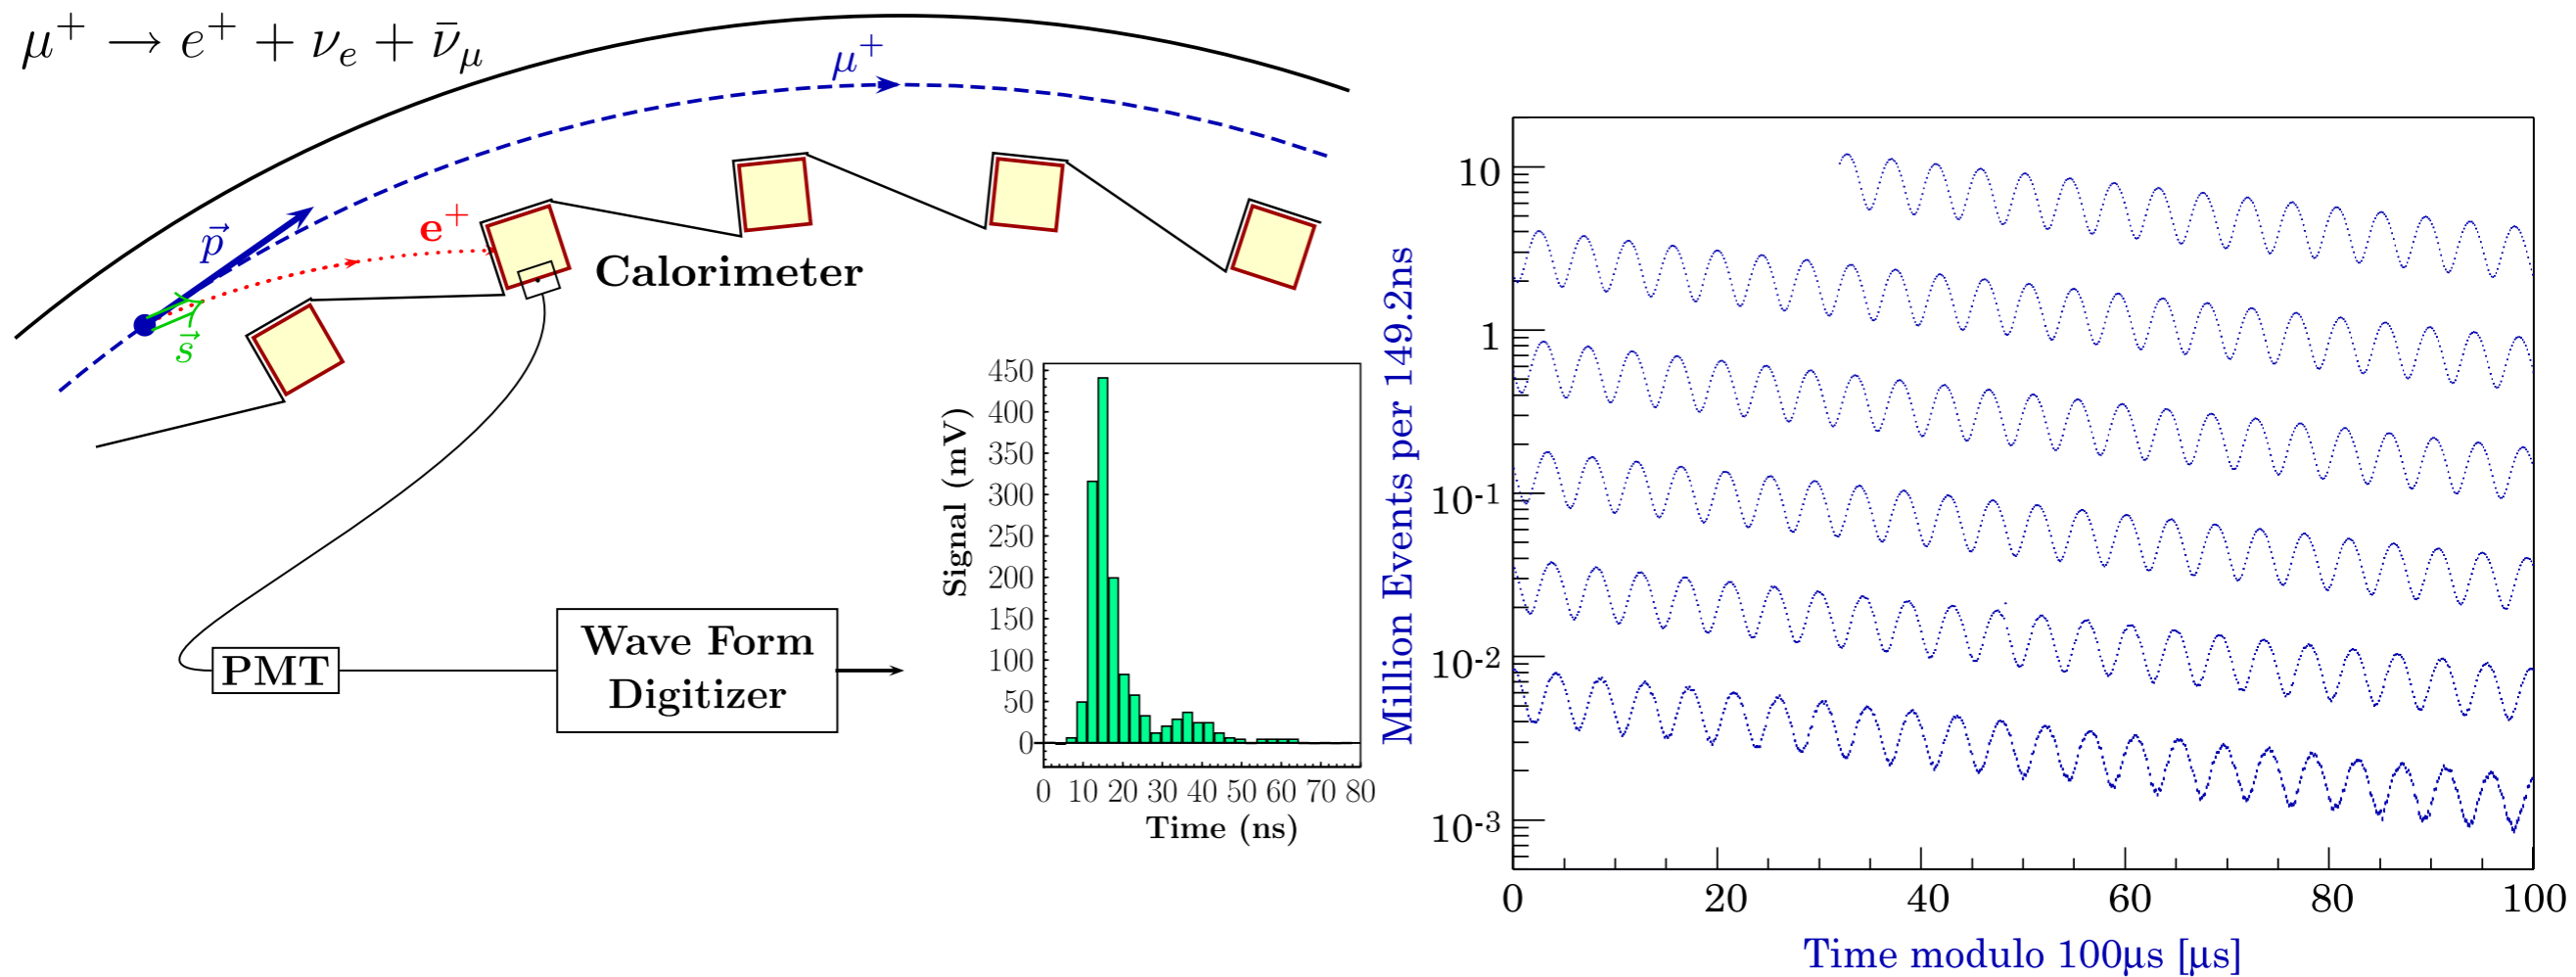 μ⁺ → e⁺ + νₑ + ν̄_μ
μ⁺
p⃗
e⁺
s⃗
Calorimeter
PMT
Wave Form
Digitizer
Signal (mV)
450
400
350
300
250
200
150
100
50
0
0 10 20 30 40 50 60 70 80
Time (ns)
Million Events per 149.2ns
10
1
10⁻¹
10⁻²
10⁻³
0 20 40 60 80 100
Time modulo 100μs [μs]